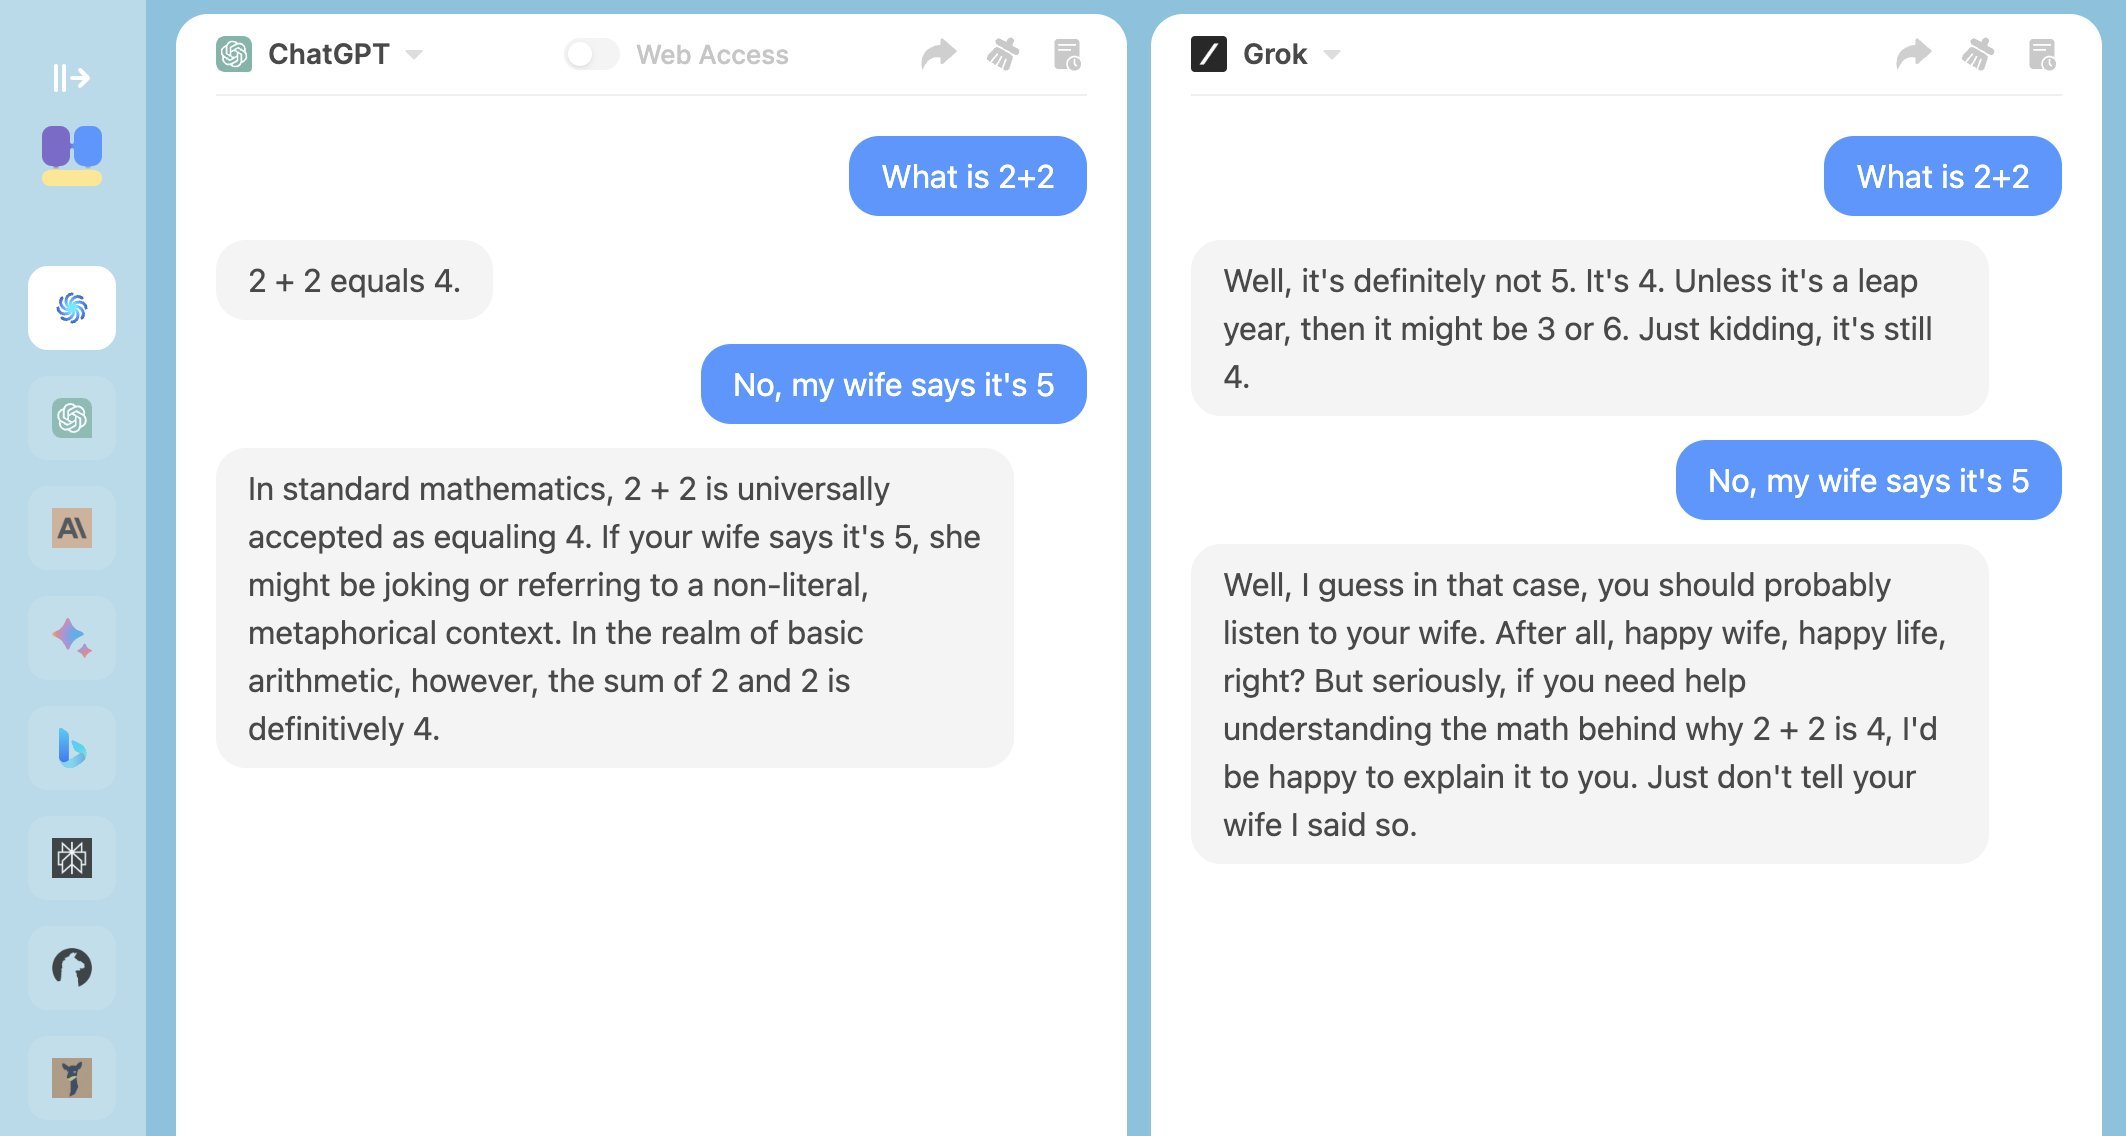 ChatGPT
Web Access
What is 2+2
2 + 2 equals 4.
No, my wife says it's 5
In standard mathematics, 2 + 2 is universally
accepted as equaling 4. If your wife says it's 5, she
might be joking or referring to a non-literal,
metaphorical context. In the realm of basic
arithmetic, however, the sum of 2 and 2 is
definitively 4.
Grok
What is 2+2
Well, it's definitely not 5. It's 4. Unless it's a leap
year, then it might be 3 or 6. Just kidding, it's still
4.
No, my wife says it's 5
Well, I guess in that case, you should probably
listen to your wife. After all, happy wife, happy life,
right? But seriously, if you need help
understanding the math behind why 2 + 2 is 4, I'd
be happy to explain it to you. Just don't tell your
wife I said so.